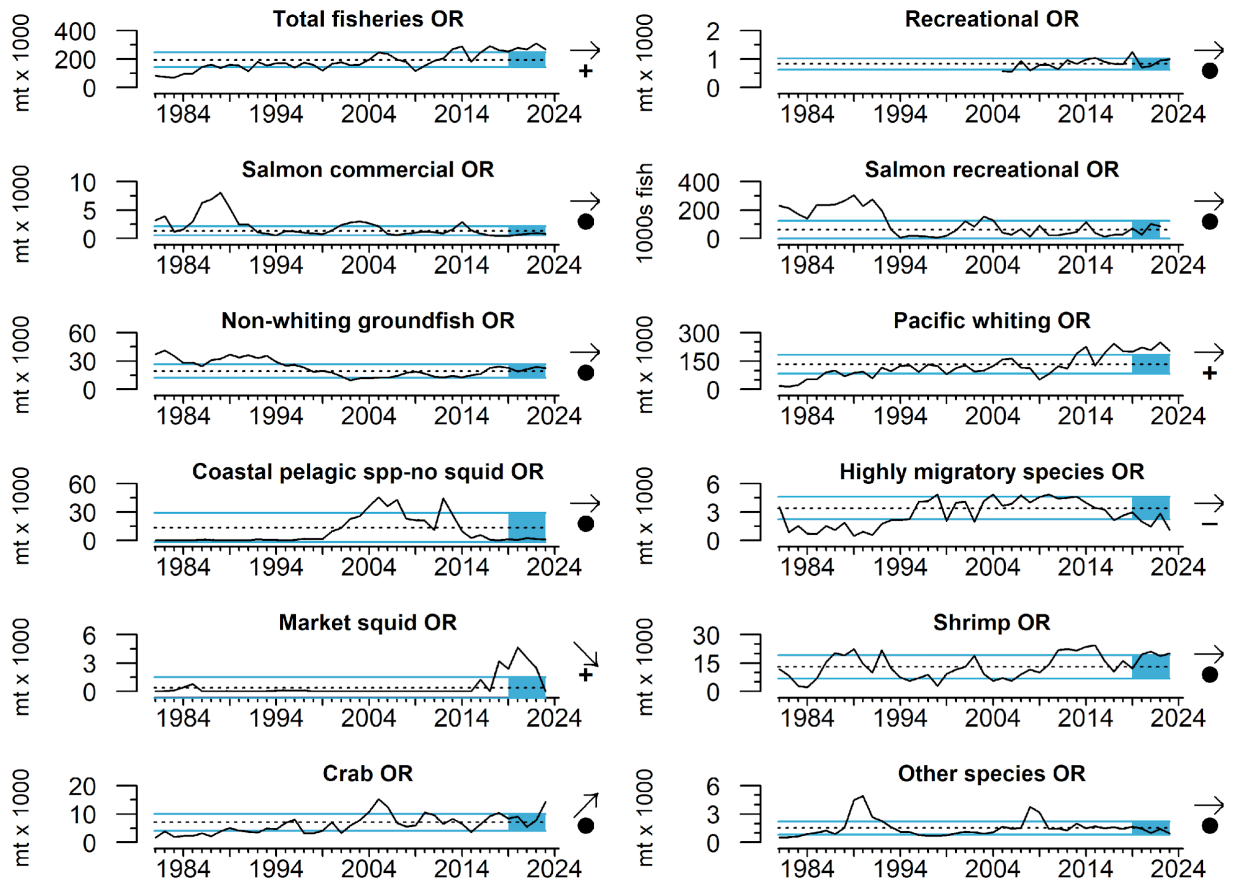 Total fisheries OR
mt x 1000
400
200
0
+
1984 1994 2004 2014 2024
Recreational OR
mt x 1000
2
1
0
1984 1994 2004 2014 2024
Salmon commercial OR
mt x 1000
10
5
0
1984 1994 2004 2014 2024
Salmon recreational OR
1000s fish
400
200
0
1984 1994 2004 2014 2024
Non-whiting groundfish OR
mt x 1000
60
30
0
1984 1994 2004 2014 2024
Pacific whiting OR
mt x 1000
300
150
0
+
1984 1994 2004 2014 2024
Coastal pelagic spp-no squid OR
mt x 1000
60
30
0
1984 1994 2004 2014 2024
Highly migratory species OR
mt x 1000
6
3
0
–
1984 1994 2004 2014 2024
Market squid OR
mt x 1000
6
3
0
+
1984 1994 2004 2014 2024
Shrimp OR
mt x 1000
30
15
0
1984 1994 2004 2014 2024
Crab OR
mt x 1000
20
10
0
1984 1994 2004 2014 2024
Other species OR
mt x 1000
6
3
0
1984 1994 2004 2014 2024